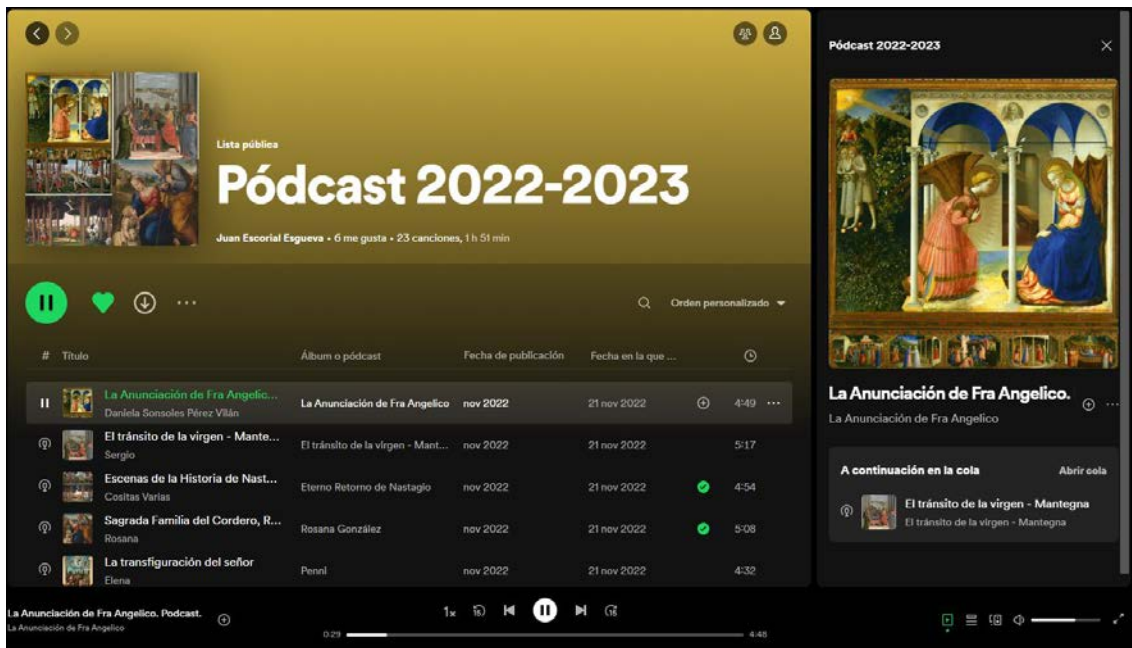 Lista pública
Pódcast 2022-2023
Juan Escorial Esgueva • 6 me gusta • 23 canciones, 1 h 51 min
Orden personalizado
# Título Álbum o pódcast Fecha de publicación Fecha en la que ...
La Anunciación de Fra Angelic... La Anunciación de Fra Angelico nov 2022 21 nov 2022 4:49
Daniela Sonsoles Pérez Vilán
El tránsito de la virgen - Mante... El tránsito de la virgen - Mant... nov 2022 21 nov 2022 5:17
Sergio
Escenas de la Historia de Nast... Eterno Retorno de Nastagio nov 2022 21 nov 2022 4:54
Cositas Varias
Sagrada Familia del Cordero, R... Rosana González nov 2022 21 nov 2022 5:08
Rosana
La transfiguración del señor Penni nov 2022 21 nov 2022 4:32
Elena
Pódcast 2022-2023
La Anunciación de Fra Angelico.
La Anunciación de Fra Angelico
A continuación en la cola Abrir cola
El tránsito de la virgen - Mantegna
El tránsito de la virgen - Mantegna
La Anunciación de Fra Angelico. Podcast.
La Anunciación de Fra Angelico
1x 15 15
0:29 4:48